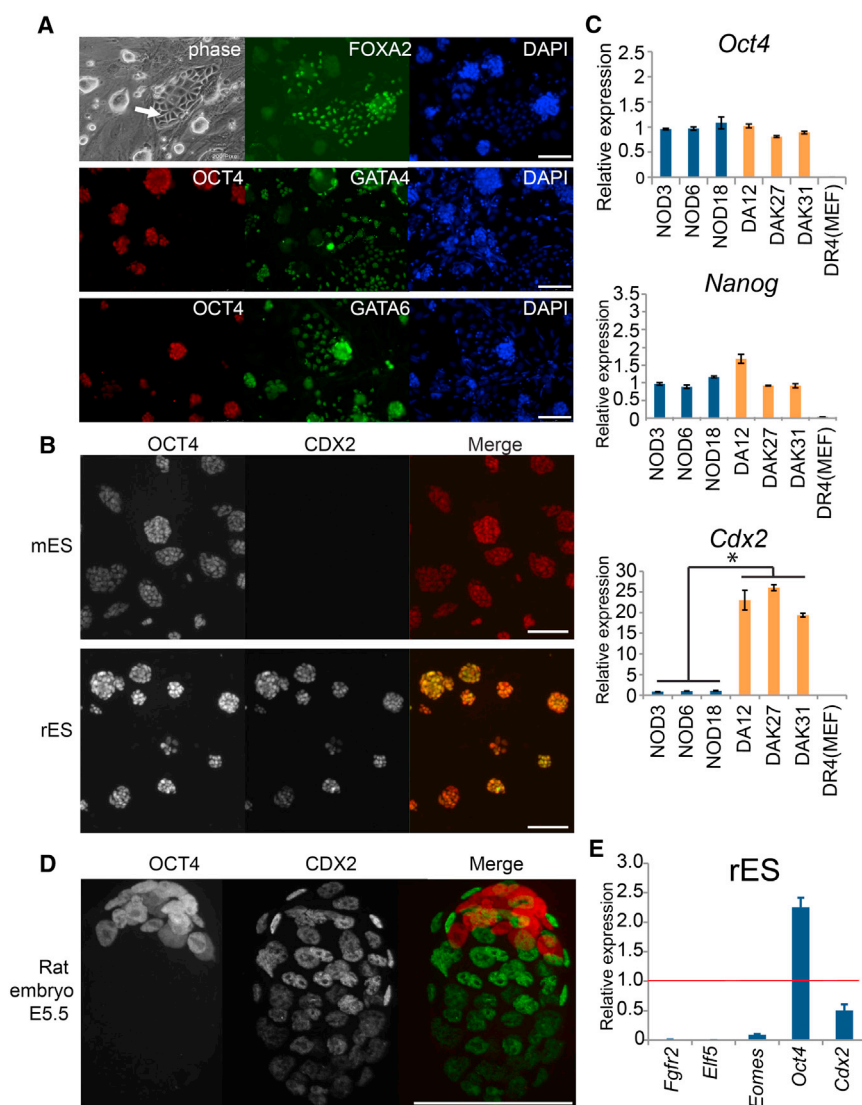 A
phase
FOXA2
DAPI
OCT4
GATA4
DAPI
OCT4
GATA6
DAPI
B
OCT4
CDX2
Merge
mES
rES
C
Oct4
Relative expression
2.5
2
1.5
1
0.5
0
NOD3
NOD6
NOD18
DA12
DAK27
DAK31
DR4(MEF)
Nanog
Relative expression
3.5
3
2.5
2
1.5
1
0.5
0
NOD3
NOD6
NOD18
DA12
DAK27
DAK31
DR4(MEF)
Cdx2
*
Relative expression
30
25
20
15
10
5
0
NOD3
NOD6
NOD18
DA12
DAK27
DAK31
DR4(MEF)
D
OCT4
CDX2
Merge
Rat
embryo
E5.5
E
rES
Relative expression
3.0
2.5
2.0
1.5
1.0
0.5
0
Fgfr2
Elf5
Eomes
Oct4
Cdx2